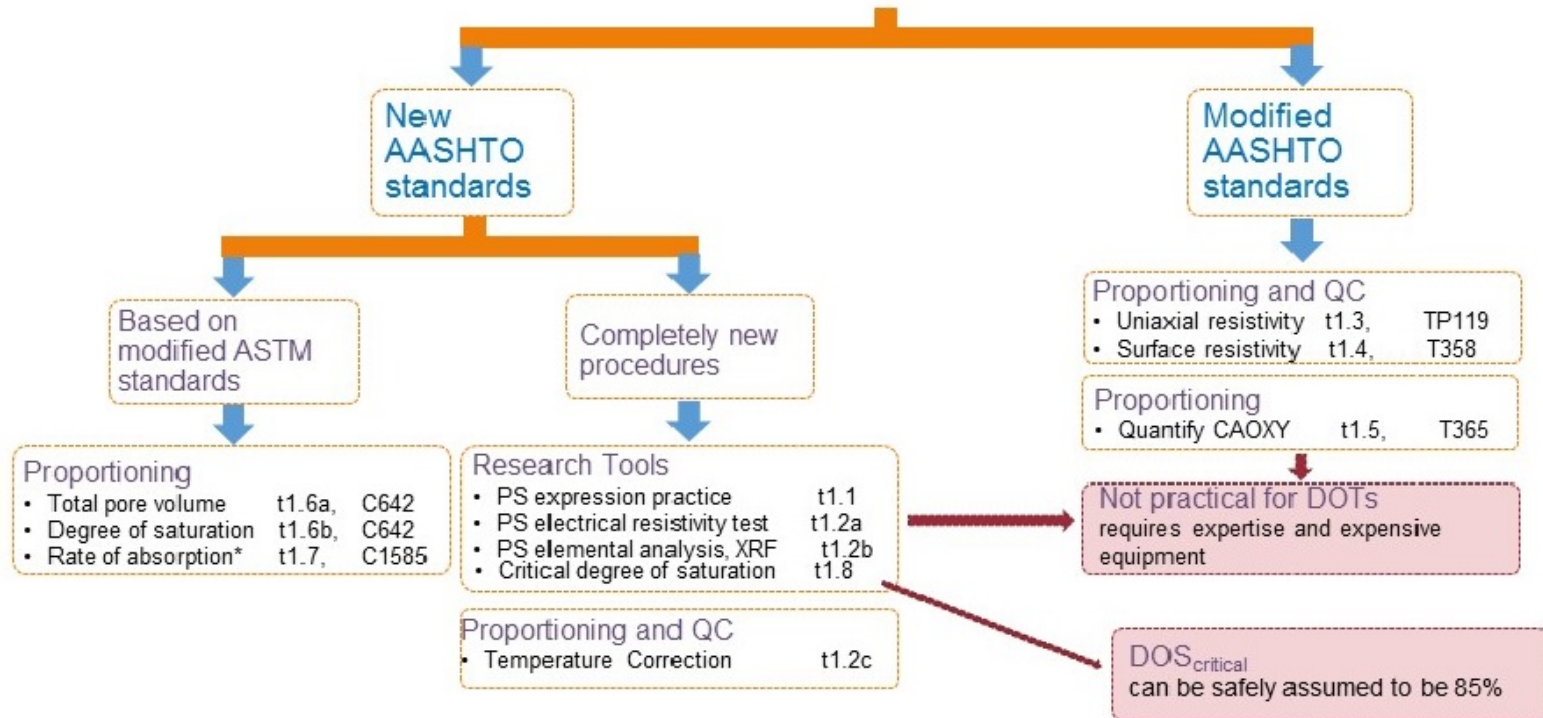 New
AASHTO
standards
Modified
AASHTO
standards
Based on
modified ASTM
standards
Completely new
procedures
Proportioning and QC
• Uniaxial resistivity t1.3, TP119
• Surface resistivity t1.4, T358
Proportioning
• Quantify CAOXY t1.5, T365
Proportioning
• Total pore volume t1.6a, C642
• Degree of saturation t1.6b, C642
• Rate of absorption* t1.7, C1585
Research Tools
• PS expression practice t1.1
• PS electrical resistivity test t1.2a
• PS elemental analysis, XRF t1.2b
• Critical degree of saturation t1.8
Not practical for DOTs
requires expertise and expensive
equipment
Proportioning and QC
• Temperature Correction t1.2c
DOScritical
can be safely assumed to be 85%